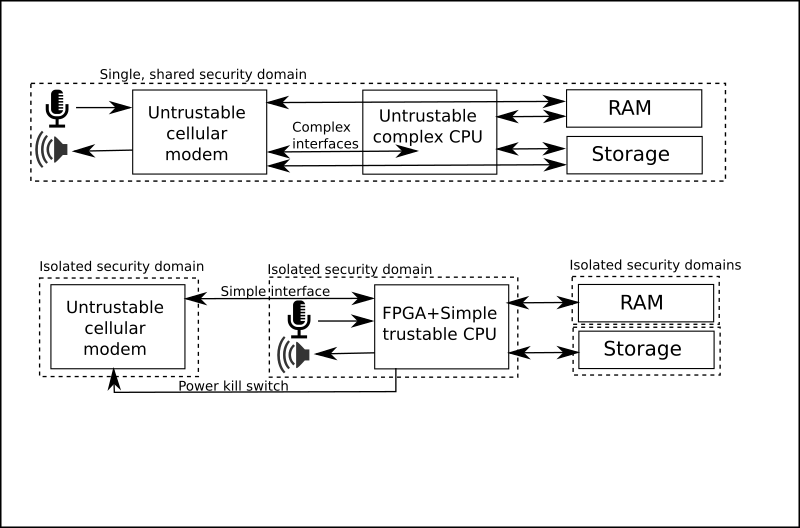 Single, shared security domain
Untrustable
cellular
modem
Complex
interfaces
Untrustable
complex CPU
RAM
Storage
Isolated security domain
Isolated security domain
Isolated security domains
Untrustable
cellular
modem
Simple interface
FPGA+Simple
trustable CPU
RAM
Storage
Power kill switch